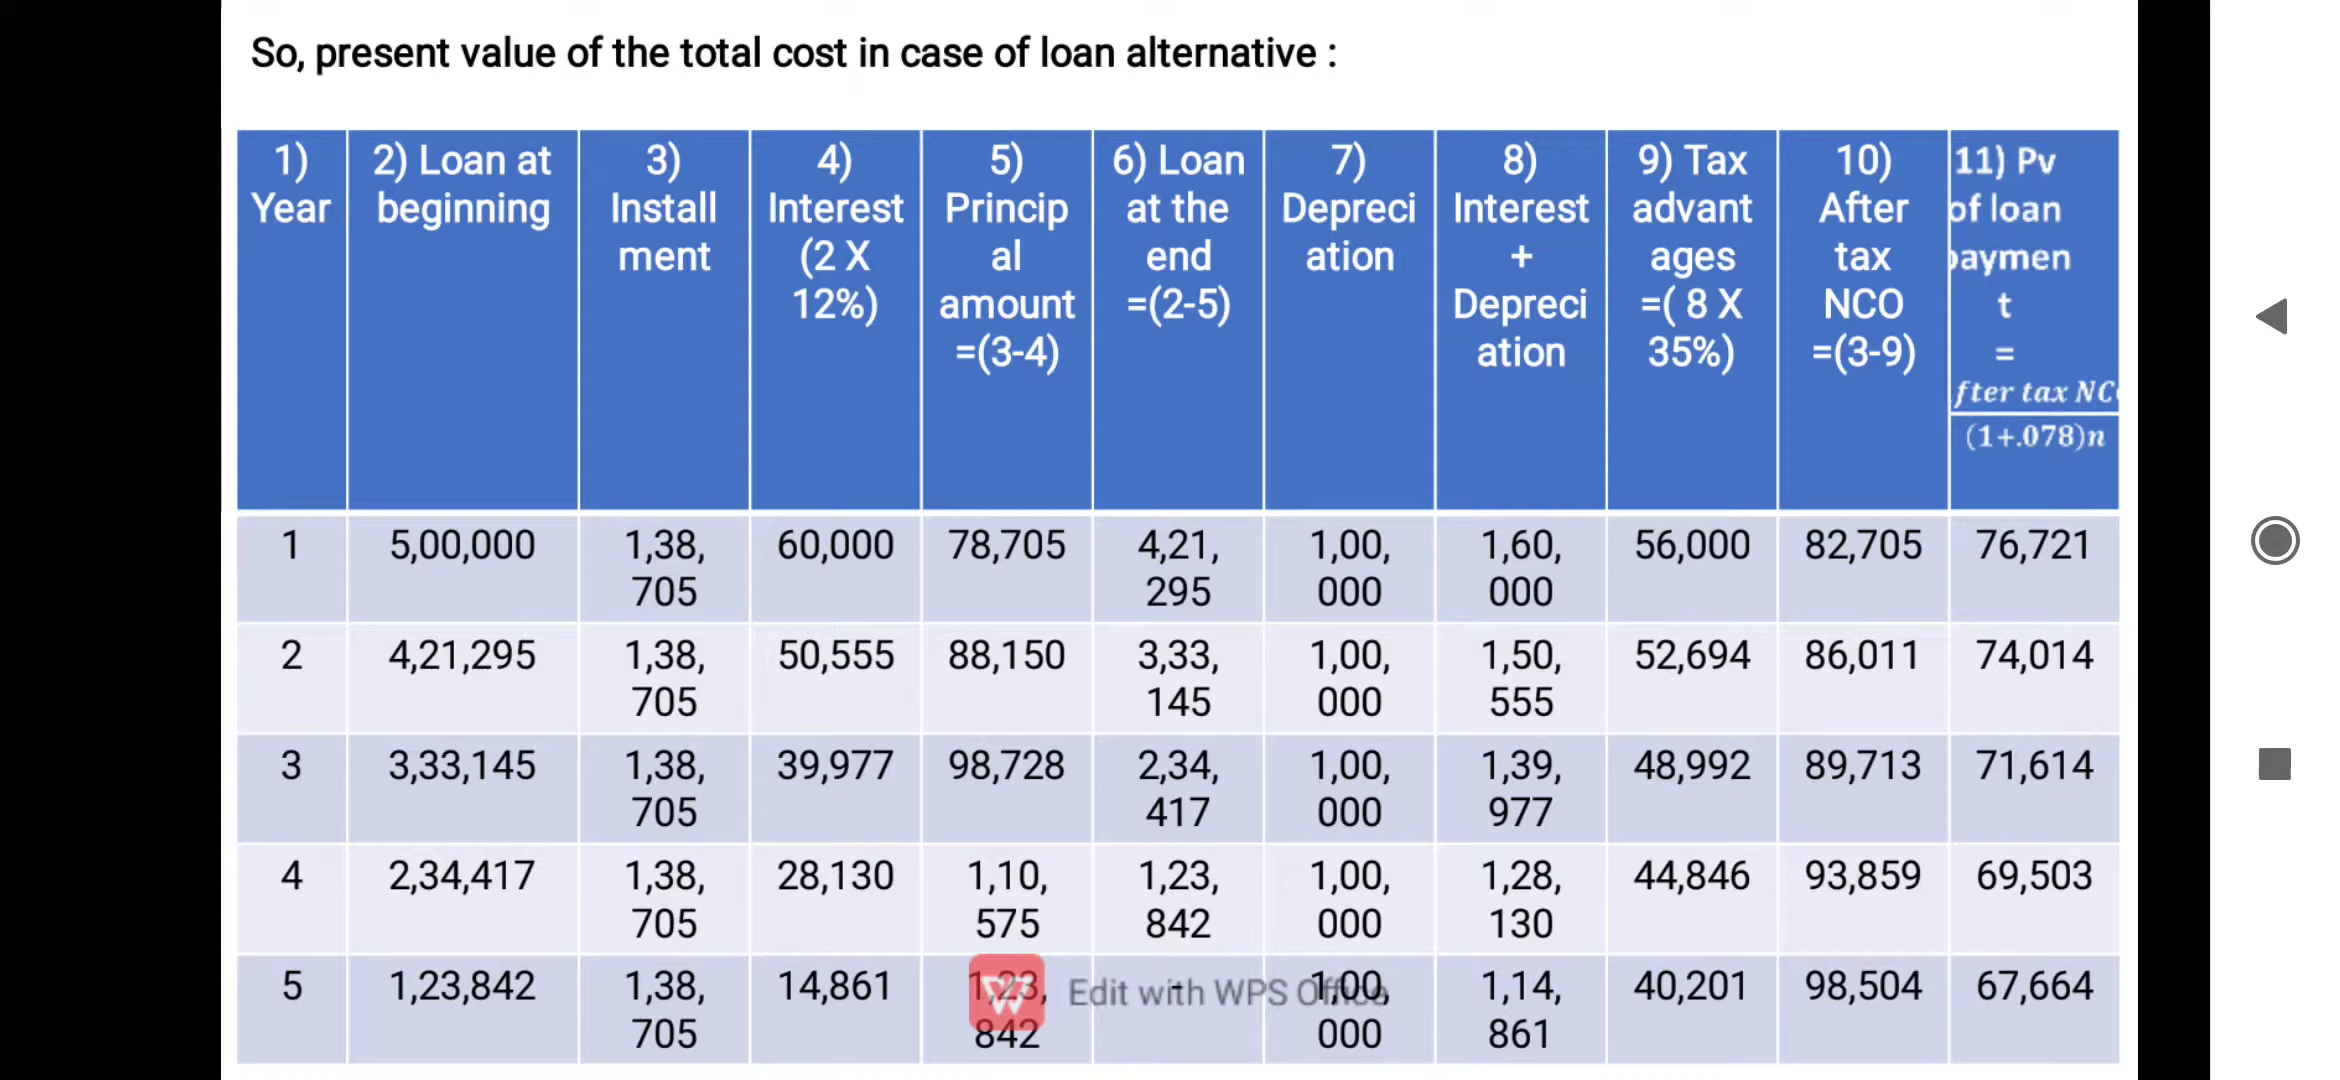 So, present value of the total cost in case of loan alternative :
1) Year
2) Loan at beginning
3) Install ment
4) Interest (2 X 12%)
5) Princip al amount =(3-4)
6) Loan at the end =(2-5)
7) Depreci ation
8) Interest + Depreci ation
9) Tax advant ages =( 8 X 35%)
10) After tax NCO =(3-9)
11) Pv of loan paymen t = fter tax NC (1+.078)n
1 5,00,000 1,38,705 60,000 78,705 4,21,295 1,00,000 1,60,000 56,000 82,705 76,721
2 4,21,295 1,38,705 50,555 88,150 3,33,145 1,00,000 1,50,555 52,694 86,011 74,014
3 3,33,145 1,38,705 39,977 98,728 2,34,417 1,00,000 1,39,977 48,992 89,713 71,614
4 2,34,417 1,38,705 28,130 1,10,575 1,23,842 1,00,000 1,28,130 44,846 93,859 69,503
5 1,23,842 1,38,705 14,861 1,23,842 - 1,00,000 1,14,861 40,201 98,504 67,664
Edit with WPS Office